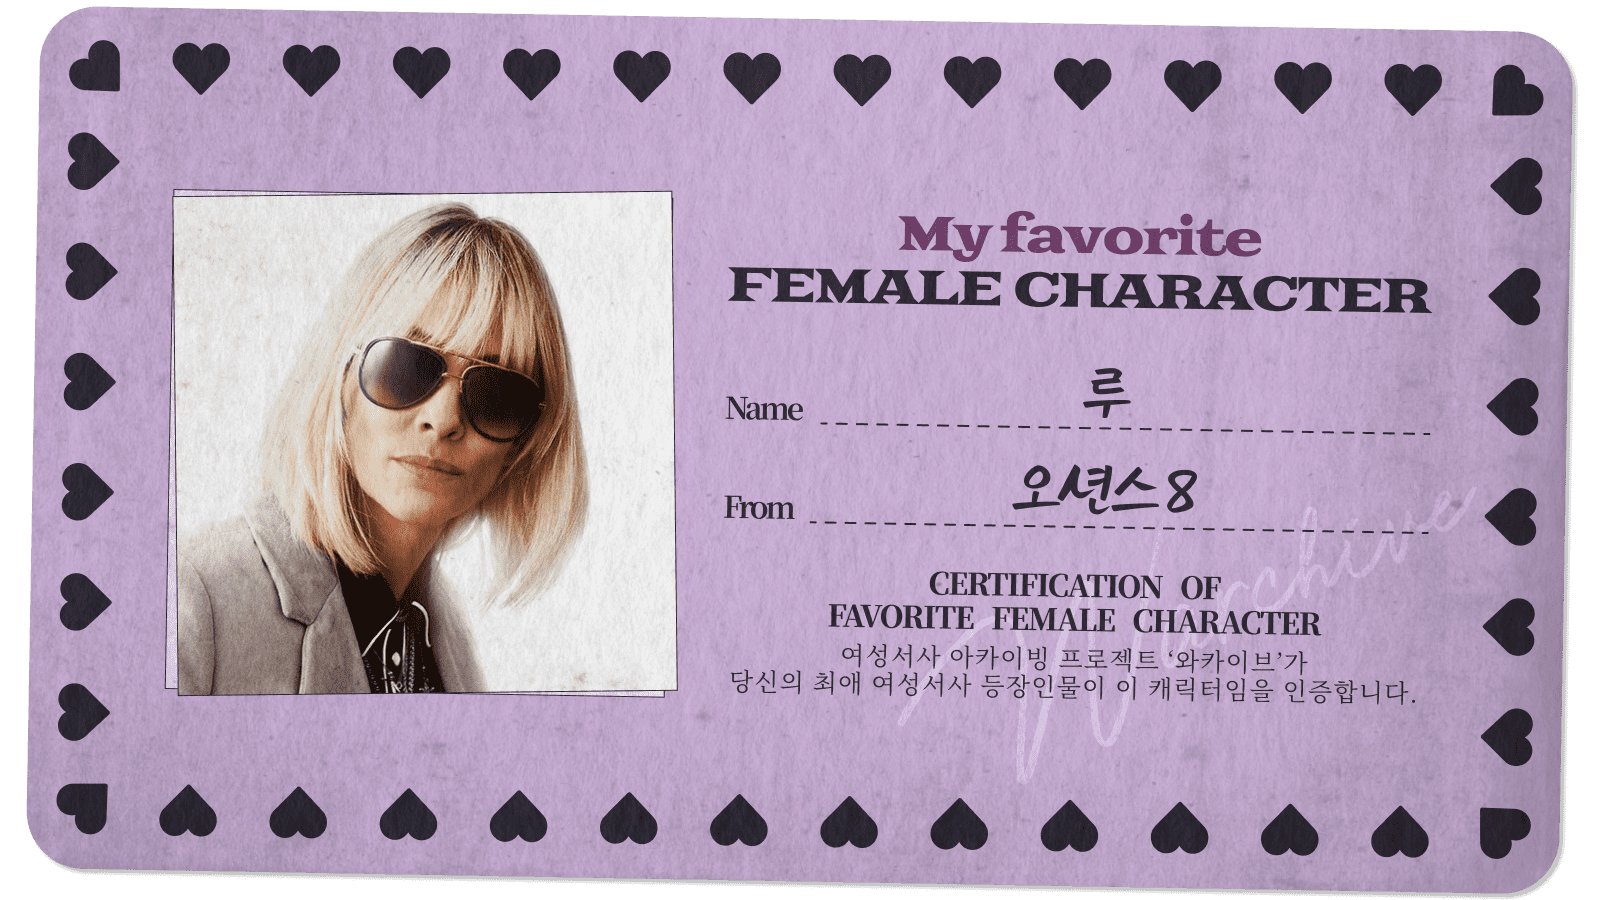 My favorite
FEMALE CHARACTER
Name 루
From 오션스8
CERTIFICATION OF
FAVORITE FEMALE CHARACTER
여성서사 아카이빙 프로젝트 ‘와카이브’가
당신의 최애 여성서사 등장인물이 이 캐릭터임을 인증합니다.
Warchive